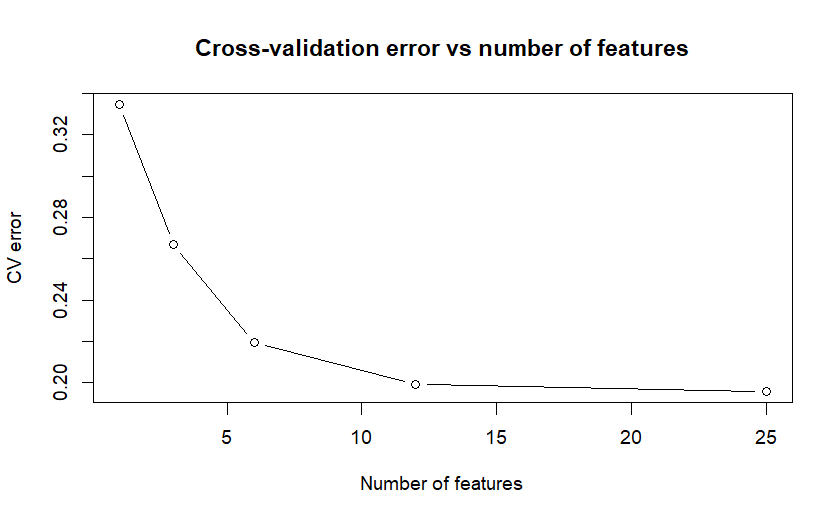 Cross-validation error vs number of features
CV error
0.32
0.28
0.24
0.20
5 10 15 20 25
Number of features